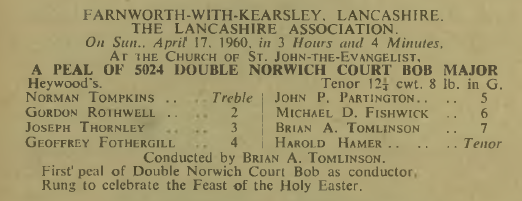 FARNWORTH-WITH-KEARSLEY, LANCASHIRE.
THE LANCASHIRE ASSOCIATION.
On Sun., April 17, 1960, in 3 Hours and 4 Minutes,
AT THE CHURCH OF ST. JOHN-THE-EVANGELIST,
A PEAL OF 5024 DOUBLE NORWICH COURT BOB MAJOR
Heywood's. Tenor 12¼ cwt. 8 lb. in G.
NORMAN TOMPKINS .. Treble JOHN P. PARTINGTON.. .. 5
GORDON ROTHWELL .. .. 2 MICHAEL D. FISHWICK .. 6
JOSEPH THORNLEY .. .. 3 BRIAN A. TOMLINSON .. 7
GEOFFREY FOTHERGILL .. 4 HAROLD HAMER .. .. .. Tenor
Conducted by BRIAN A. TOMLINSON.
First peal of Double Norwich Court Bob as conductor.
Rung to celebrate the Feast of the Holy Easter.